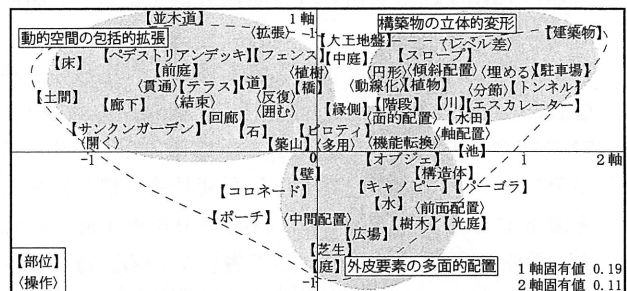 【並木道】 1軸
〈拡張〉 構築物の立体的変形 【建築物】
動的空間の包括的拡張 【大王地盤】 〈レベル差〉
【床】 【ペデストリアンデッキ】【フェンス】【中庭】 【スロープ】
【前庭】 〈植樹〉 〈円形〉〈傾斜配置〉〈埋める〉【駐車場】
〈貫通〉【テラス】【道】 【橋】 〈動線化〉【植物】 〈分節〉【トンネル】
【土間】 【廊下】 〈結束〉 〈反復〉 【縁側】 【階段】【川】【エスカレーター】
【回廊】 〈囲む〉 〈面的配置〉【水田】
【サンクンガーデン】 【石】 【ピロティ】 〈軸配置〉
〈開く〉 【築山】〈多用〉 〈機能転換〉 【池】
-1 0 【オブジェ】 1 2軸
【壁】 【構造体】
【コロネード】 【キャノピー】【パーゴラ】
【ポーチ】 〈中間配置〉 【水】 〈前面配置〉
【広場】 【樹木】【光庭】
【芝生】
【部位】 【庭】 外皮要素の多面的配置 1軸固有値 0.19
〈操作〉 -1 2軸固有値 0.11